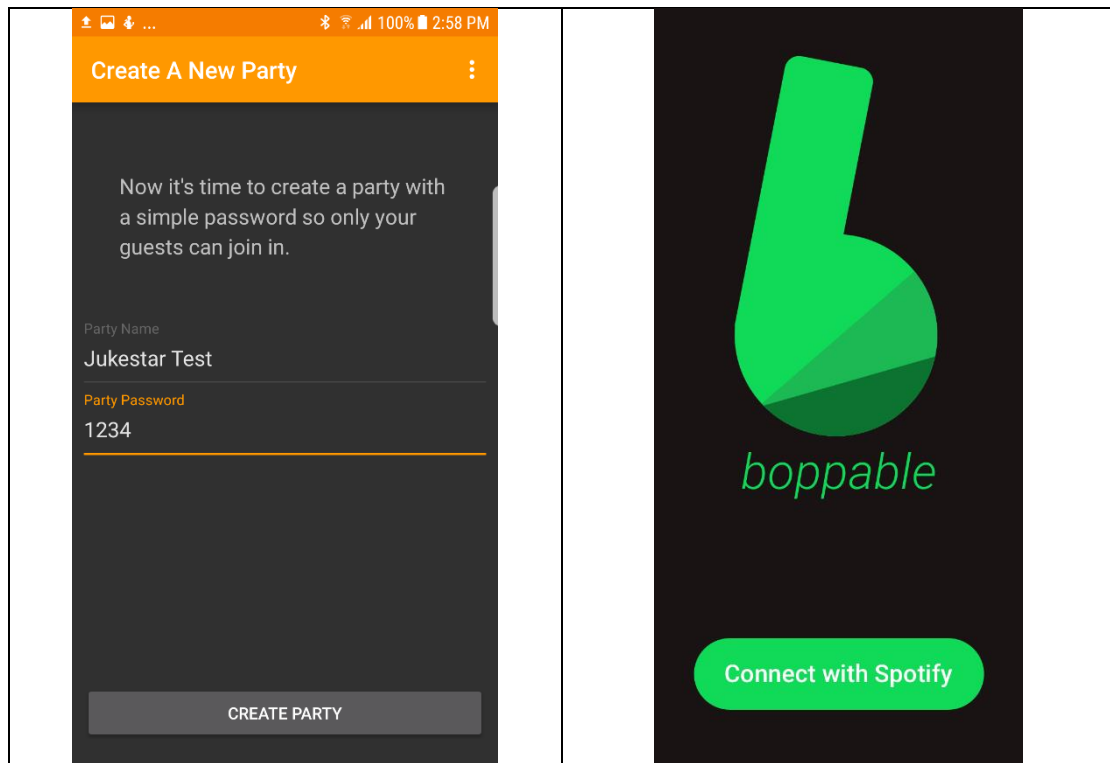 ... 100% 2:58 PM
Create A New Party
Now it's time to create a party with
a simple password so only your
guests can join in.
Party Name
Jukestar Test
Party Password
1234
CREATE PARTY
boppable
Connect with Spotify